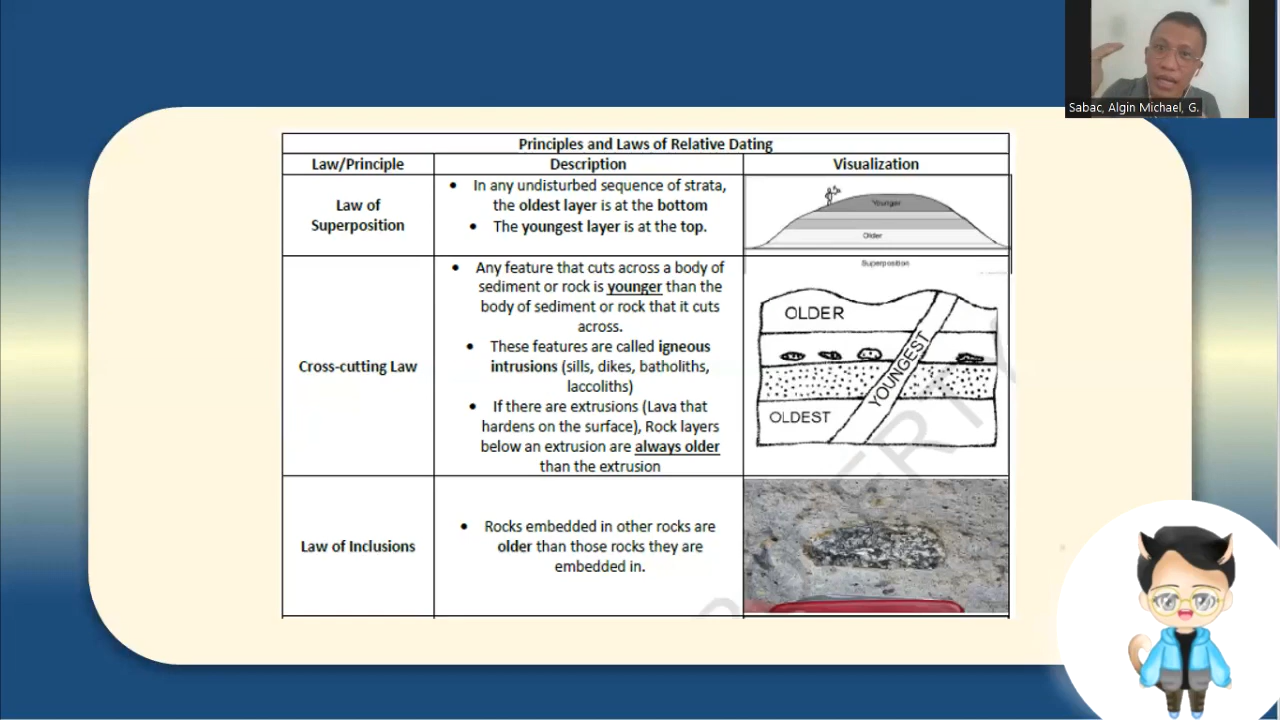 Sabac, Algin Michael, G.
Principles and Laws of Relative Dating
Law/Principle
Description
Visualization
Law of
Superposition
• In any undisturbed sequence of strata,
the oldest layer is at the bottom
• The youngest layer is at the top.
Younger
Older
Superposition
Cross-cutting Law
• Any feature that cuts across a body of
sediment or rock is younger than the
body of sediment or rock that it cuts
across.
• These features are called igneous
intrusions (sills, dikes, batholiths,
laccoliths)
• If there are extrusions (Lava that
hardens on the surface), Rock layers
below an extrusion are always older
than the extrusion
OLDER
YOUNGEST
OLDEST
Law of Inclusions
• Rocks embedded in other rocks are
older than those rocks they are
embedded in.